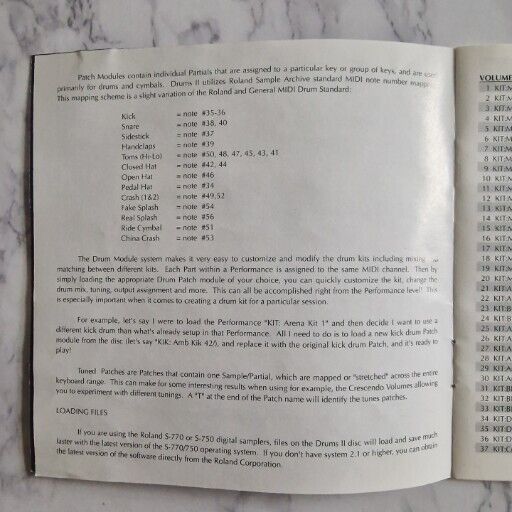 Patch Modules contain individual Partials that are assigned to a particular key or group of keys, and are used
primarily for drums and cymbals. Drums II utilizes Roland Sample Archive standard MIDI note number
This mapping scheme is a slight variation of the Roland and General MIDI Drum Standard:
Kick = note #35-36
Snare = note #38, 40
Sidestick = note #37
Handclaps = note #39
Toms (Hi-Lo) = note #50, 48, 47, 45, 43, 41
Closed Hat = note #42, 44
Open Hat = note #46
Pedal Hat = note #34
Crash (1&2) = note #49,52
Fake Splash = note #54
Real Splash = note #56
Ride Cymbal = note #51
China Crash = note #53
The Drum Module system makes it very easy to customize and modify the drum kits including mixing
matching between different kits. Each Part within a Performance is assigned to the same MIDI channel. Then by
simply loading the appropriate Drum Patch module of your choice, you can quickly customize the kit, change the
drum mix, tuning, output assignment and more. This can all be accomplished right from the Performance level! This
is especially important when it comes to creating a drum kit for a particular session.
For example, let's say I were to load the Performance "KIT: Arena Kit 1" and then decide I want to use a
different kick drum than what's already setup in that Performance. All I need to do is to load a new kick drum Patch
module from the disc (let's say "KIK: Amb Kik 42/), and replace it with the original kick drum Patch, and it's ready to
play!
Tuned Patches are Patches that contain one Sample/Partial, which are mapped or "stretched" across the entire
keyboard range. This can make for some interesting results when using for example, the Crescendo Volumes allowing
you to experiment with different tunings. A "T" at the end of the Patch name will identify the tunes patches.
LOADING FILES
If you are using the Roland S-770 or S-750 digital samplers, files on the Drums II disc will load and save much
faster with the latest version of the S-770/750 operating system. If you don't have system 2.1 or higher, you can obtain
the latest version of the software directly from the Roland Corporation.
VOLUME
1 KIT:M
2 KIT:M
3 KIT:M
4 KIT:M
5 KIT:M
6 KIT:M
7 KIT:M
8 KIT:M
9 KIT:M
10 KIT:M
11 KIT:M
12 KIT:M
13 KIT:M
14 KIT:M
15 KIT:M
16 KIT:M
17 KIT:M
18 KIT:M
19 KIT:M
20 KIT:M
21 KIT:A
22 KIT:A
23 KIT:B
24 KIT:B
25 KIT:A
26 KIT:A
27 KIT:A
28 KIT:A
29 KIT:A
30 KIT:A
31 KIT:B
32 KIT:B
33 KIT:B
34 KIT:D
35 KIT:D
36 KIT:D
37 KIT:C